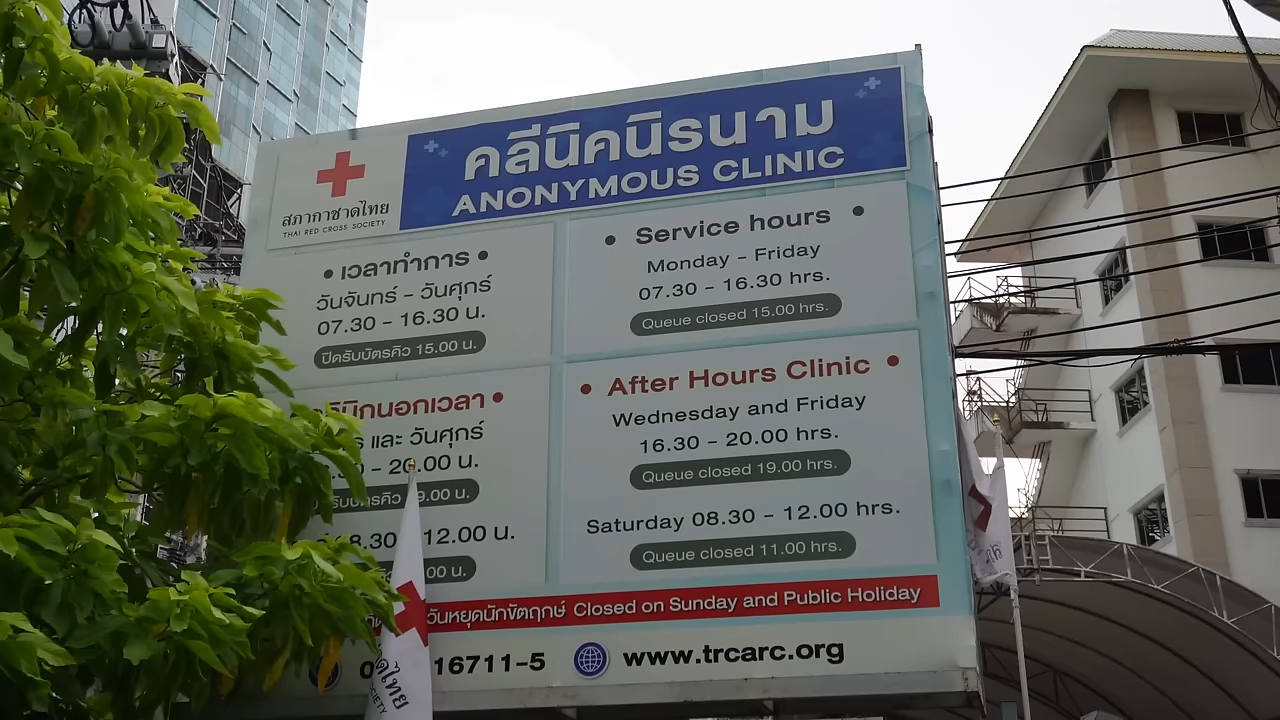 สภากาชาดไทย
THAI RED CROSS SOCIETY
คลีนิคนิรนาม
ANONYMOUS CLINIC
• เวลาทำการ •
วันจันทร์ - วันศุกร์
07.30 - 16.30 น.
ปิดรับบัตรคิว 15.00 น.
• Service hours •
Monday - Friday
07.30 - 16.30 hrs.
Queue closed 15.00 hrs.
นอกเวลา •
และ วันศุกร์
- 20.00 น.
รับบัตรคิว 19.00 น.
8.30 - 12.00 น.
00 น.
• After Hours Clinic •
Wednesday and Friday
16.30 - 20.00 hrs.
Queue closed 19.00 hrs.
Saturday 08.30 - 12.00 hrs.
Queue closed 11.00 hrs.
วันหยุดนักขัตฤกษ์ Closed on Sunday and Public Holiday
16711-5
www.trcarc.org